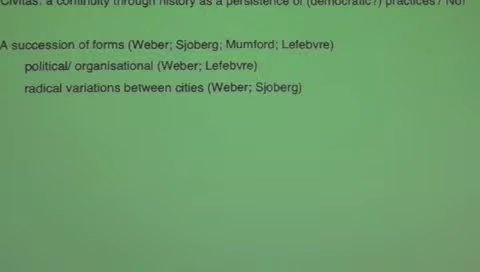 Civitas: a continuity through history as a persistence of (democratic?) practices? No!
A succession of forms (Weber; Sjoberg; Mumford; Lefebvre)
political/ organisational (Weber; Lefebvre)
radical variations between cities (Weber; Sjoberg)